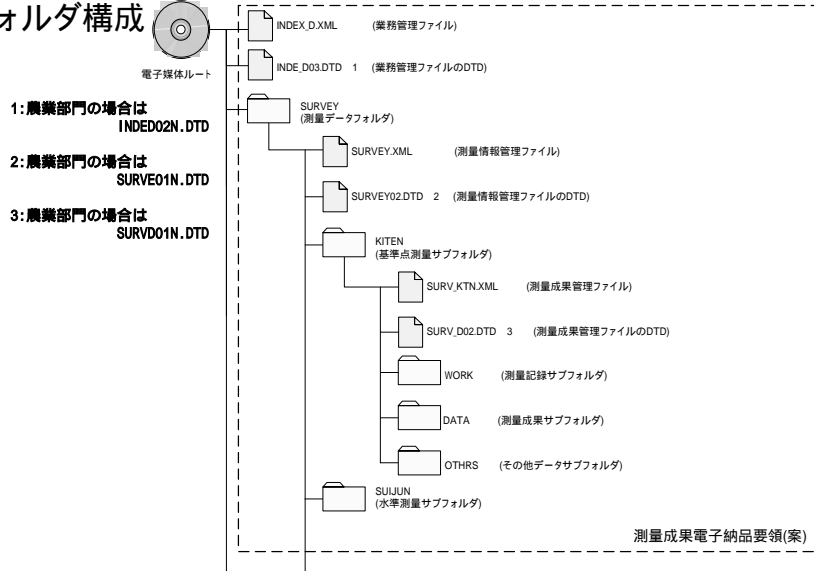 ォルダ構成
電子媒体ルート
1:農業部門の場合は
INDED02N.DTD
2:農業部門の場合は
SURVE01N.DTD
3:農業部門の場合は
SURVD01N.DTD
INDEX_D.XML (業務管理ファイル)
INDE_D03.DTD 1 (業務管理ファイルのDTD)
SURVEY
(測量データフォルダ)
SURVEY.XML (測量情報管理ファイル)
SURVEY02.DTD 2 (測量情報管理ファイルのDTD)
KITEN
(基準点測量サブフォルダ)
SURV_KTN.XML (測量成果管理ファイル)
SURV_D02.DTD 3 (測量成果管理ファイルのDTD)
WORK (測量記録サブフォルダ)
DATA (測量成果サブフォルダ)
OTHRS (その他データサブフォルダ)
SUIJUN
(水準測量サブフォルダ)
測量成果電子納品要領(案)